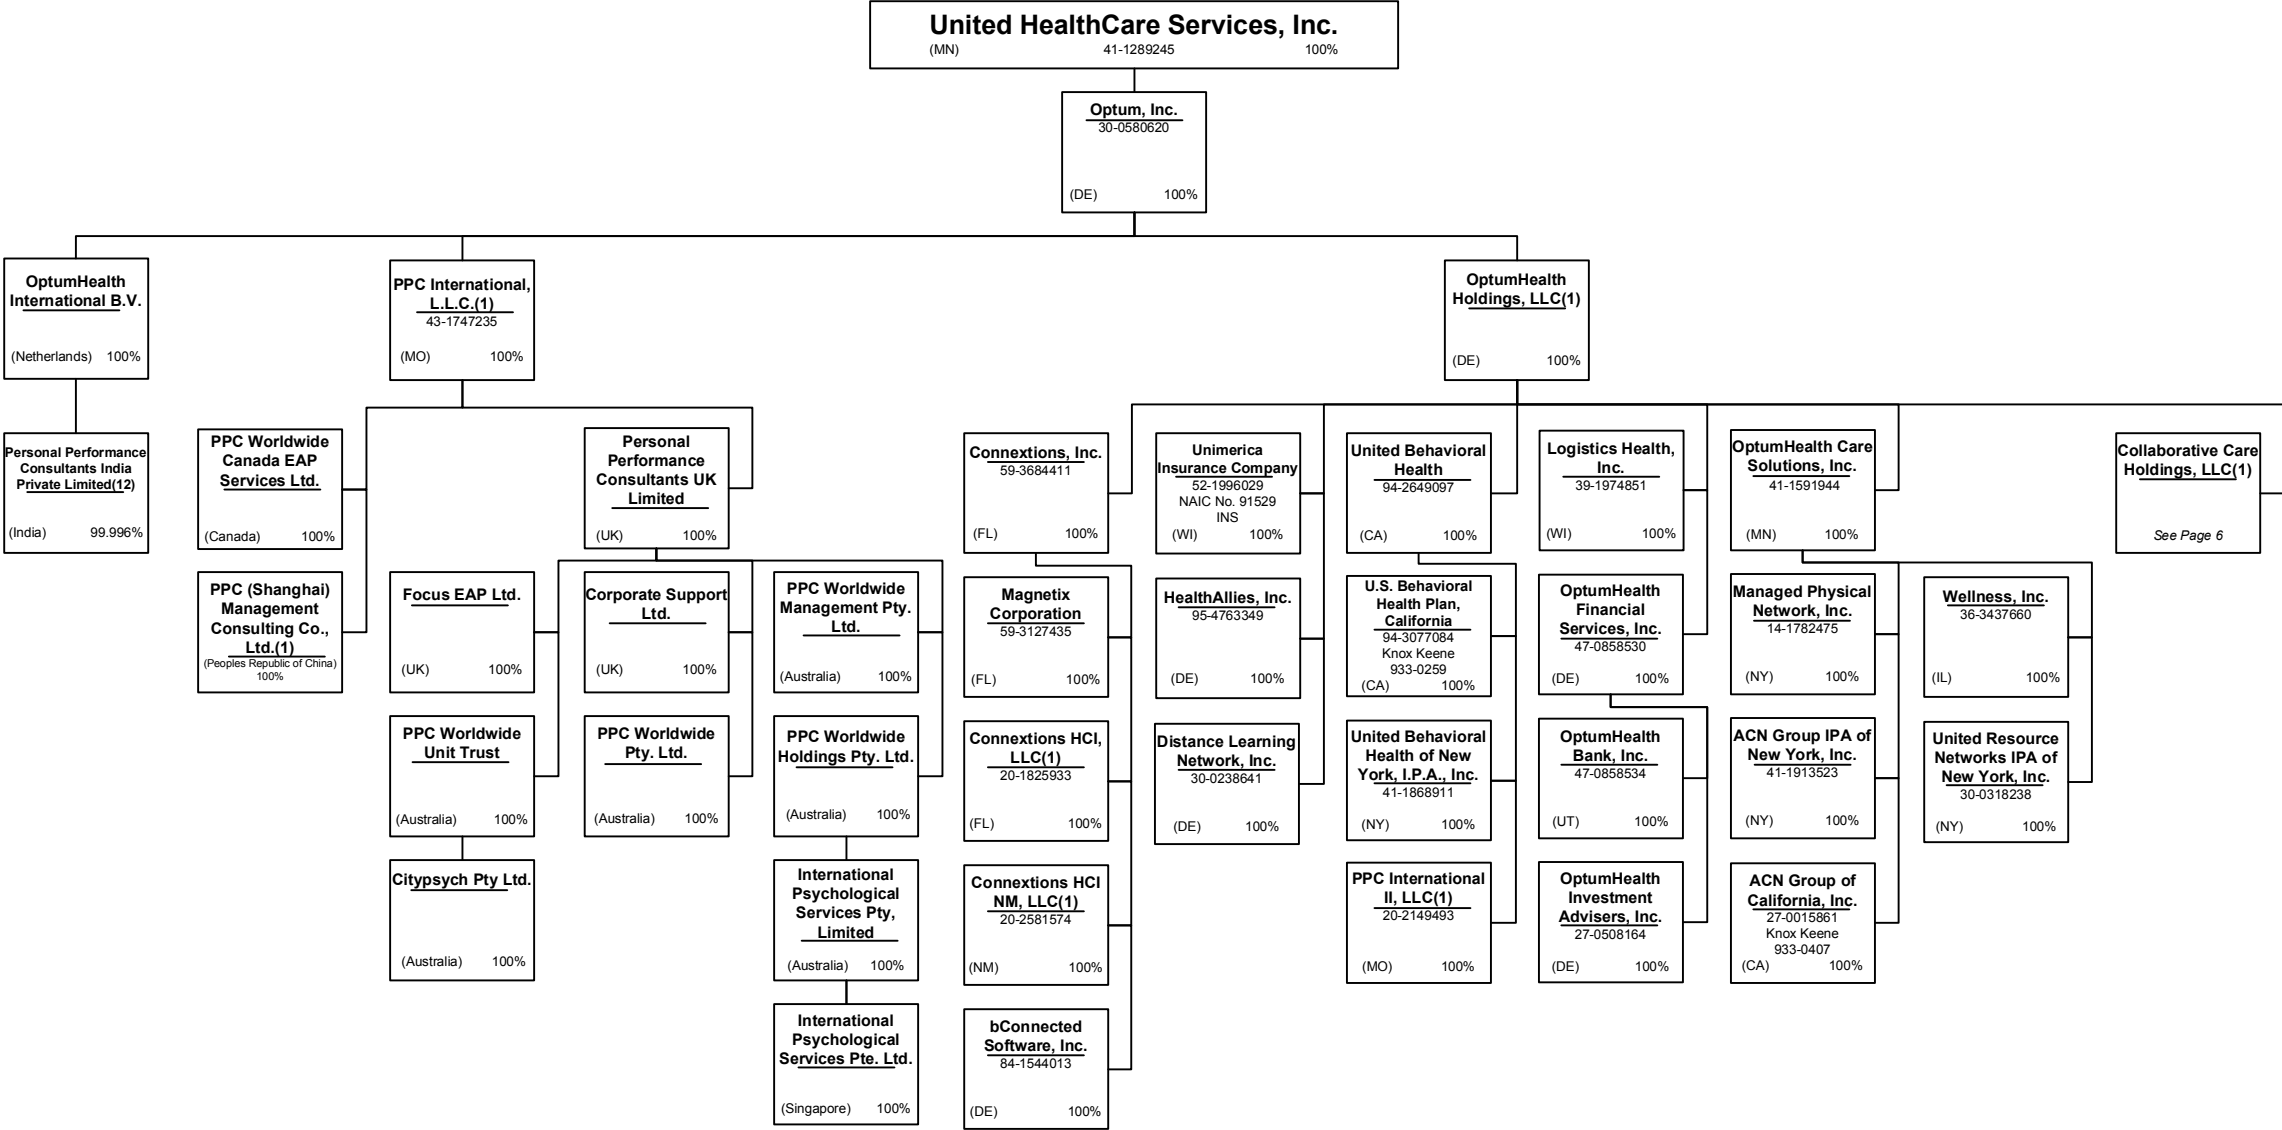 United HealthCare Services, Inc.
(MN) 41-1289245 100%
Optum, Inc.
30-0580620
(DE) 100%
OptumHealth
International B.V.
(Netherlands) 100%
PPC International,
L.L.C.(1)
43-1747235
(MO) 100%
OptumHealth
Holdings, LLC(1)
(DE) 100%
Personal Performance
Consultants India
Private Limited(12)
(India) 99.996%
PPC Worldwide
Canada EAP
Services Ltd.
(Canada) 100%
Personal
Performance
Consultants UK
Limited
(UK) 100%
Connextions, Inc.
59-3684411
(FL) 100%
Unimerica
Insurance Company
52-1996029
NAIC No. 91529
INS
(WI) 100%
United Behavioral
Health
94-2649097
(CA) 100%
Logistics Health,
Inc.
39-1974851
(WI) 100%
OptumHealth Care
Solutions, Inc.
41-1591944
(MN) 100%
Collaborative Care
Holdings, LLC(1)
See Page 6
PPC (Shanghai)
Management
Consulting Co.,
Ltd.(1)
(Peoples Republic of China)
100%
Focus EAP Ltd.
(UK) 100%
Corporate Support
Ltd.
(UK) 100%
PPC Worldwide
Management Pty.
Ltd.
(Australia) 100%
Magnetix
Corporation
59-3127435
(FL) 100%
HealthAllies, Inc.
95-4763349
(DE) 100%
U.S. Behavioral
Health Plan,
California
94-3077084
Knox Keene
933-0259
(CA) 100%
OptumHealth
Financial
Services, Inc.
47-0858530
(DE) 100%
Managed Physical
Network, Inc.
14-1782475
(NY) 100%
Wellness, Inc.
36-3437660
(IL) 100%
PPC Worldwide
Unit Trust
(Australia) 100%
PPC Worldwide
Pty. Ltd.
(Australia) 100%
PPC Worldwide
Holdings Pty. Ltd.
(Australia) 100%
Connextions HCI,
LLC(1)
20-1825933
(FL) 100%
Distance Learning
Network, Inc.
30-0238641
(DE) 100%
United Behavioral
Health of New
York, I.P.A., Inc.
41-1868911
(NY) 100%
OptumHealth
Bank, Inc.
47-0858534
(UT) 100%
ACN Group IPA of
New York, Inc.
41-1913523
(NY) 100%
United Resource
Networks IPA of
New York, Inc.
30-0318238
(NY) 100%
Citypsych Pty Ltd.
(Australia) 100%
International
Psychological
Services Pty,
Limited
(Australia) 100%
Connextions HCI
NM, LLC(1)
20-2581574
(NM) 100%
PPC International
II, LLC(1)
20-2149493
(MO) 100%
OptumHealth
Investment
Advisers, Inc.
27-0508164
(DE) 100%
ACN Group of
California, Inc.
27-0015861
Knox Keene
933-0407
(CA) 100%
International
Psychological
Services Pte. Ltd.
(Singapore) 100%
bConnected
Software, Inc.
84-1544013
(DE) 100%